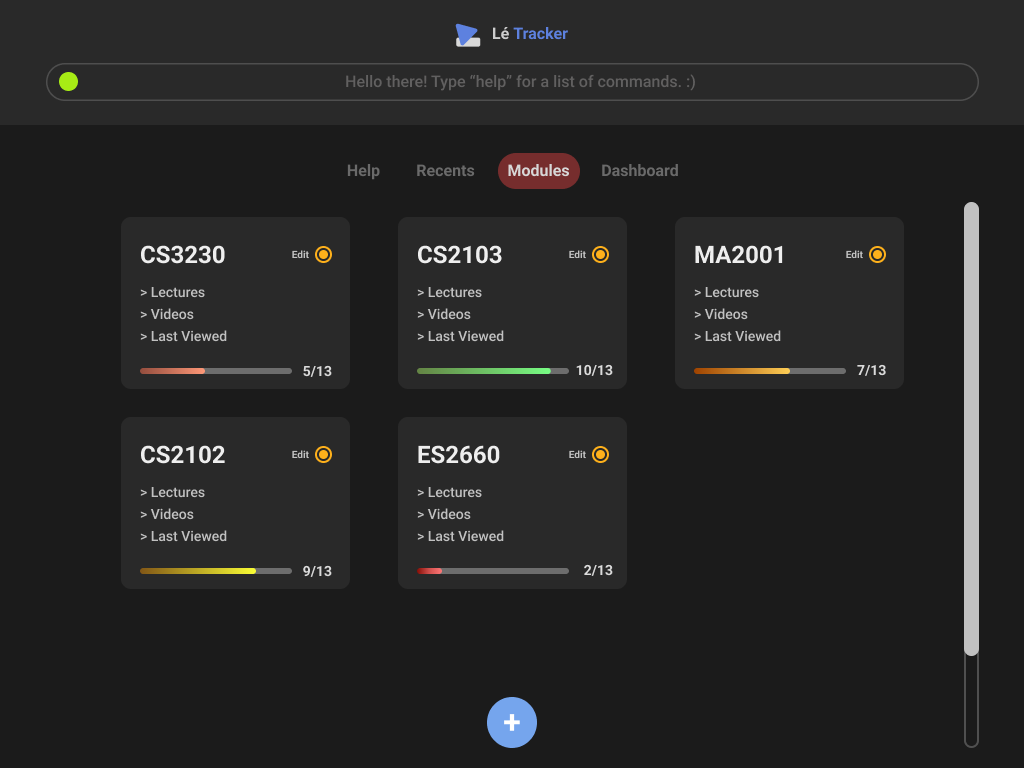 Lé Tracker
Hello there! Type “help” for a list of commands. :)
Help Recents Modules Dashboard
CS3230 Edit
> Lectures
> Videos
> Last Viewed
5/13
CS2103 Edit
> Lectures
> Videos
> Last Viewed
10/13
MA2001 Edit
> Lectures
> Videos
> Last Viewed
7/13
CS2102 Edit
> Lectures
> Videos
> Last Viewed
9/13
ES2660 Edit
> Lectures
> Videos
> Last Viewed
2/13
+